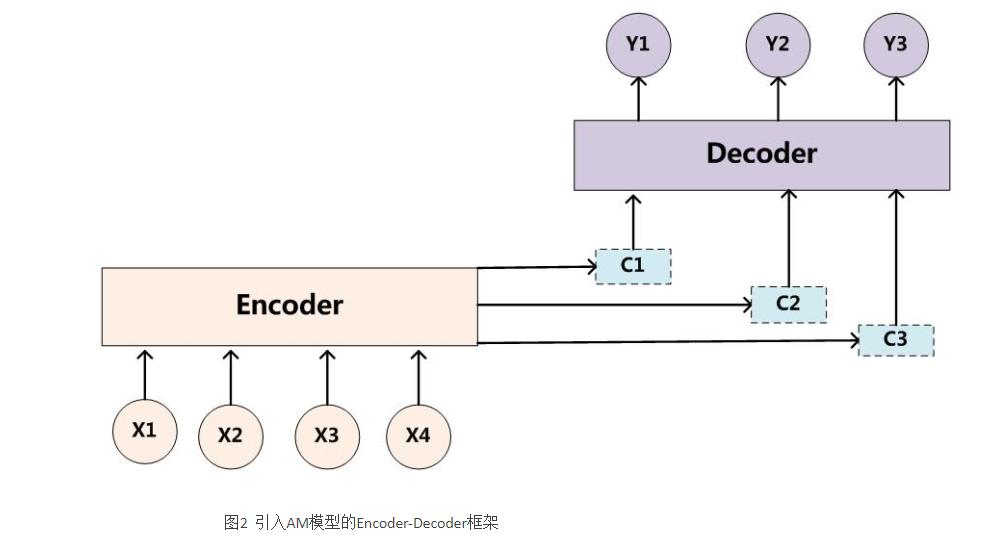 Y1 Y2 Y3
Decoder
C1
Encoder
C2
C3
X1 X2 X3 X4
图2 引入AM模型的Encoder-Decoder框架